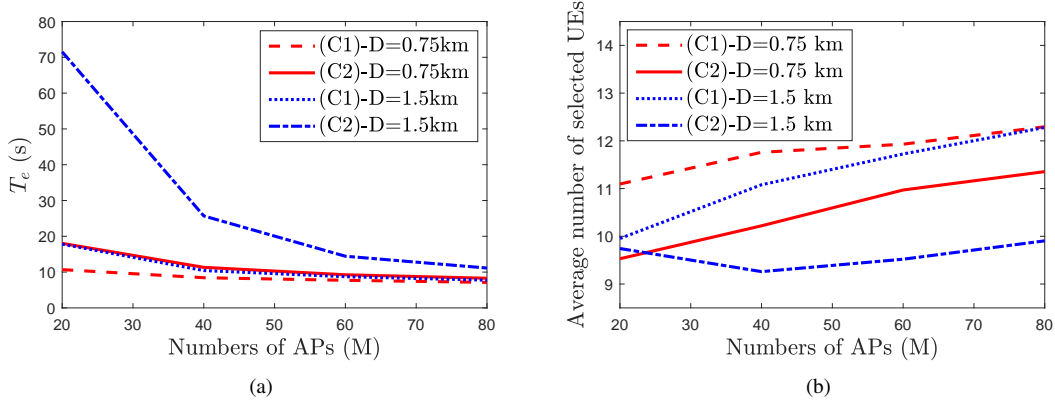 80
70
60
50
40
30
20
10
0
T_e (s)
(C1)-D=0.75km
(C2)-D=0.75km
(C1)-D=1.5km
(C2)-D=1.5km
20 30 40 50 60 70 80
Numbers of APs (M)
(a)
14
13
12
11
10
9
Average number of selected UEs
(C1)-D=0.75 km
(C2)-D=0.75 km
(C1)-D=1.5 km
(C2)-D=1.5 km
20 30 40 50 60 70 80
Numbers of APs (M)
(b)